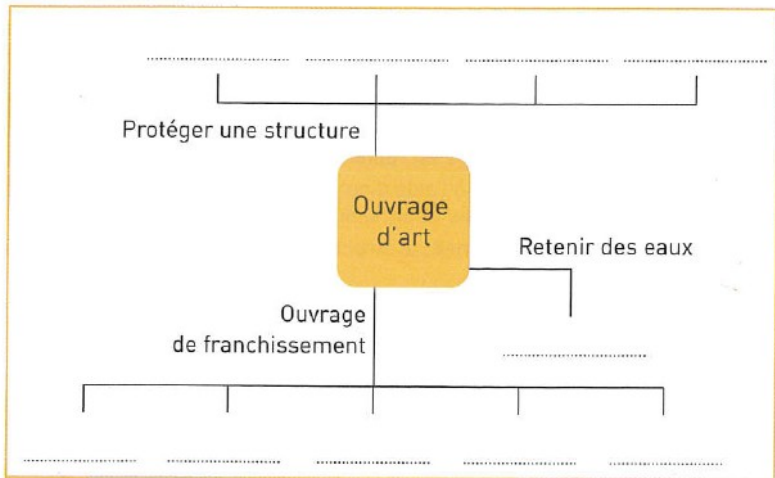 Protéger une structure
Ouvrage
d'art
Retenir des eaux
Ouvrage
de franchissement